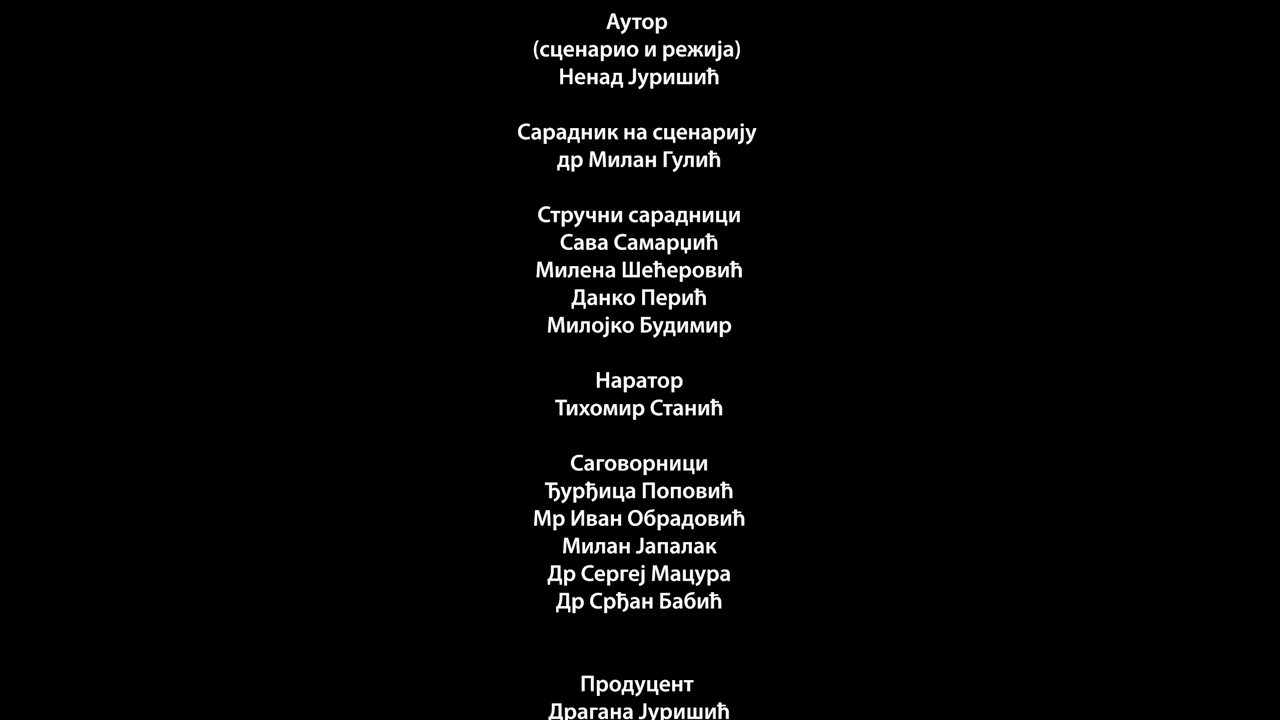 Аутор
(сценарио и режија)
Ненад Јуришић
Сарадник на сценарију
др Милан Гулић
Стручни сарадници
Сава Самарџић
Милена Шећеровић
Данко Перић
Милојко Будимир
Наратор
Тихомир Станић
Саговорници
Ђурђица Поповић
Мр Иван Обрадовић
Милан Јапалак
Др Сергеј Мацура
Др Срђан Бабић
Продуцент
Драгана Јуришић